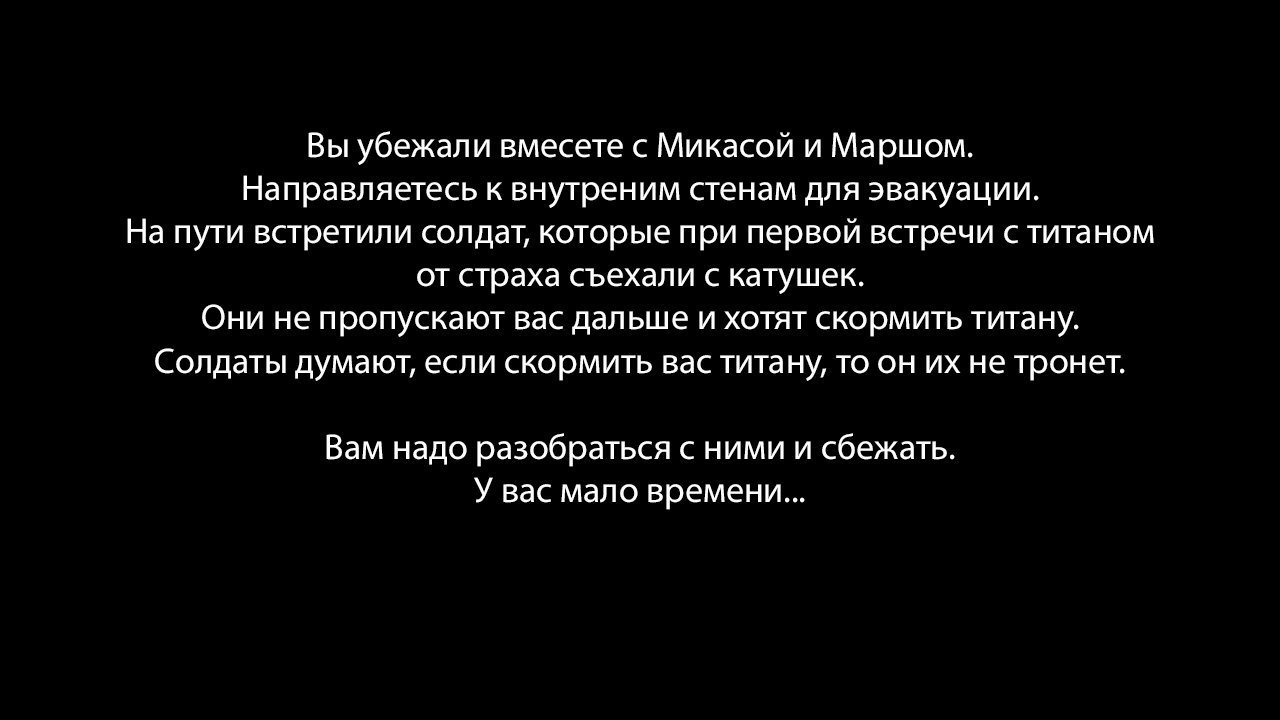 Вы убежали вмесете с Микасой и Маршом.
Направляетесь к внутреним стенам для эвакуации.
На пути встретили солдат, которые при первой встречи с титаном
от страха съехали с катушек.
Они не пропускают вас дальше и хотят скормить титану.
Солдаты думают, если скормить вас титану, то он их не тронет.
Вам надо разобраться с ними и сбежать.
У вас мало времени...